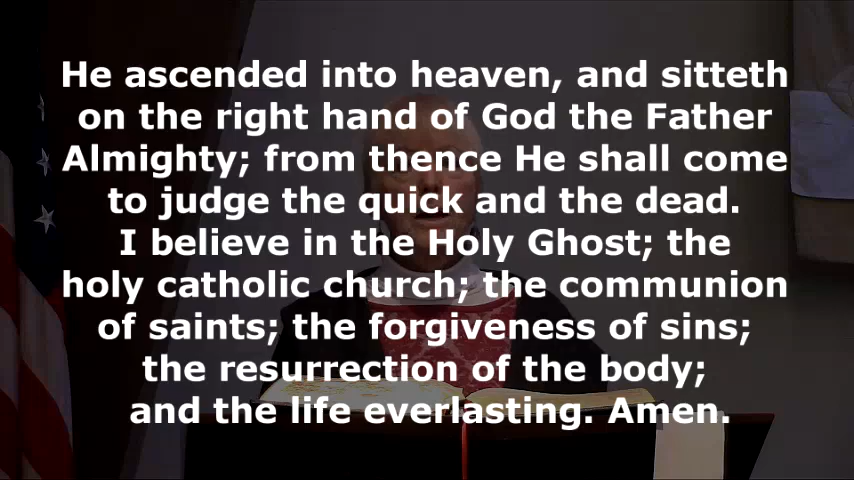 He ascended into heaven, and sitteth
on the right hand of God the Father
Almighty; from thence He shall come
to judge the quick and the dead.
I believe in the Holy Ghost; the
holy catholic church; the communion
of saints; the forgiveness of sins;
the resurrection of the body;
and the life everlasting. Amen.